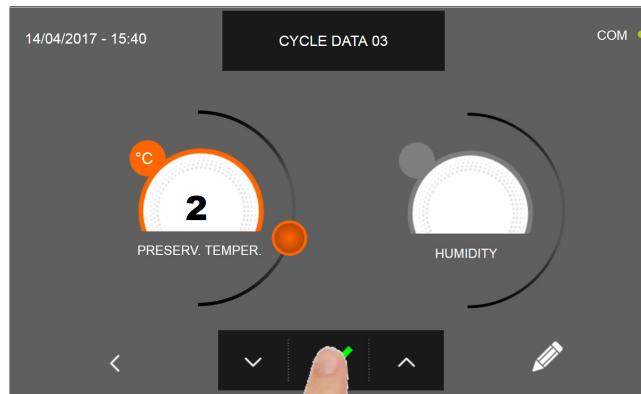 14/04/2017 - 15:40
CYCLE DATA 03
COM
°C
2
PRESERV. TEMPER.
HUMIDITY